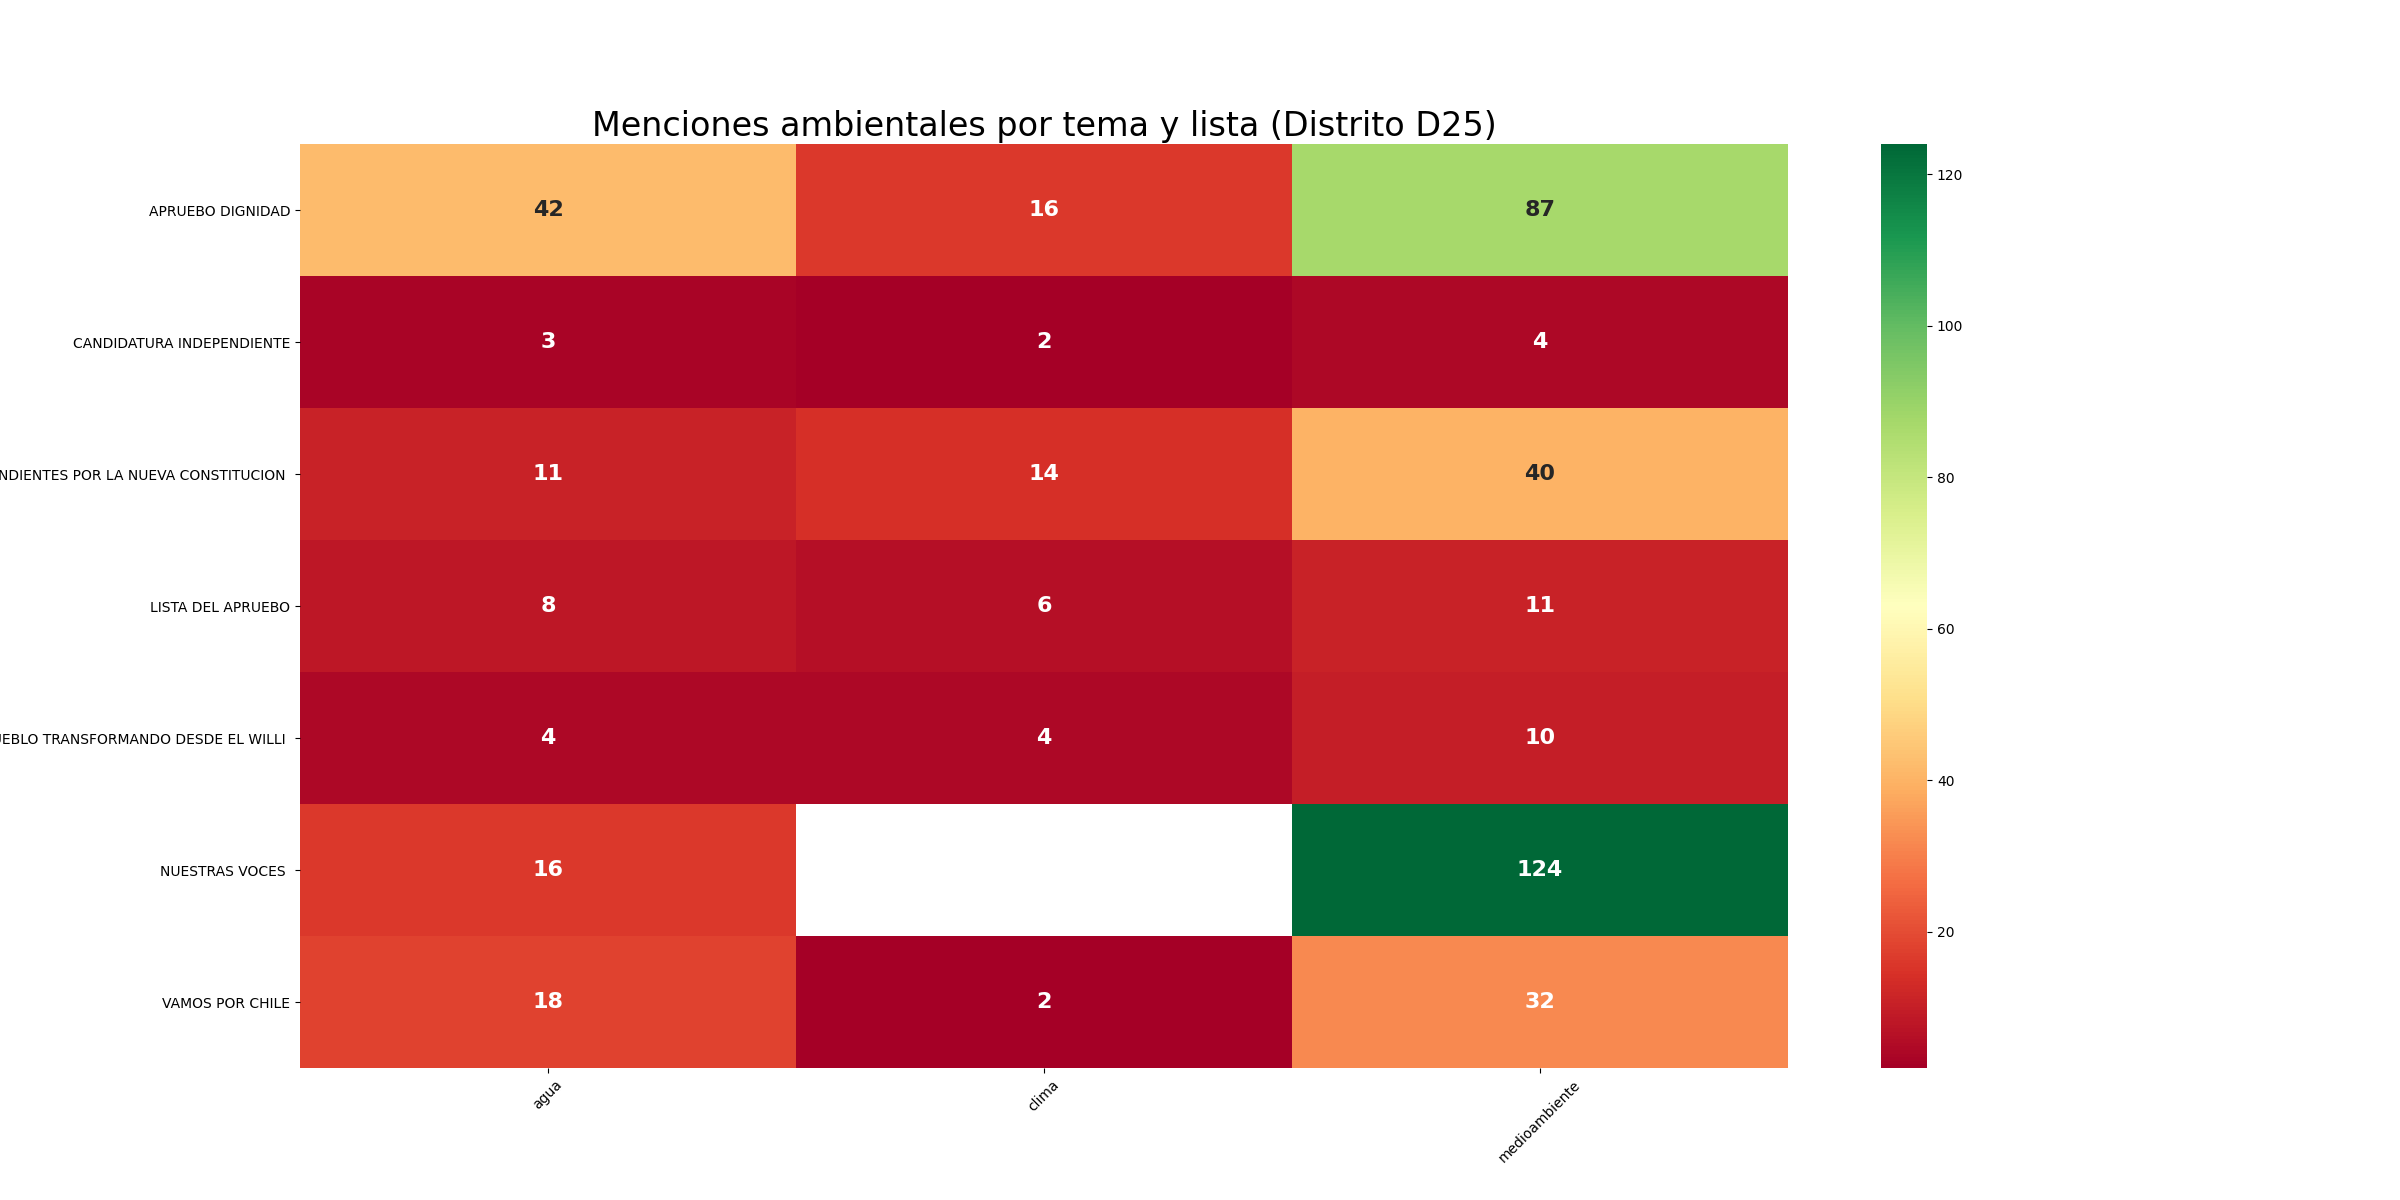 Menciones ambientales por tema y lista (Distrito D25)
APRUEBO DIGNIDAD 42 16 87
CANDIDATURA INDEPENDIENTE 3 2 4
NDIENTES POR LA NUEVA CONSTITUCION 11 14 40
LISTA DEL APRUEBO 8 6 11
EBLO TRANSFORMANDO DESDE EL WILLI 4 4 10
NUESTRAS VOCES 16 124
VAMOS POR CHILE 18 2 32
agua clima medioambiente
120
100
80
60
40
20